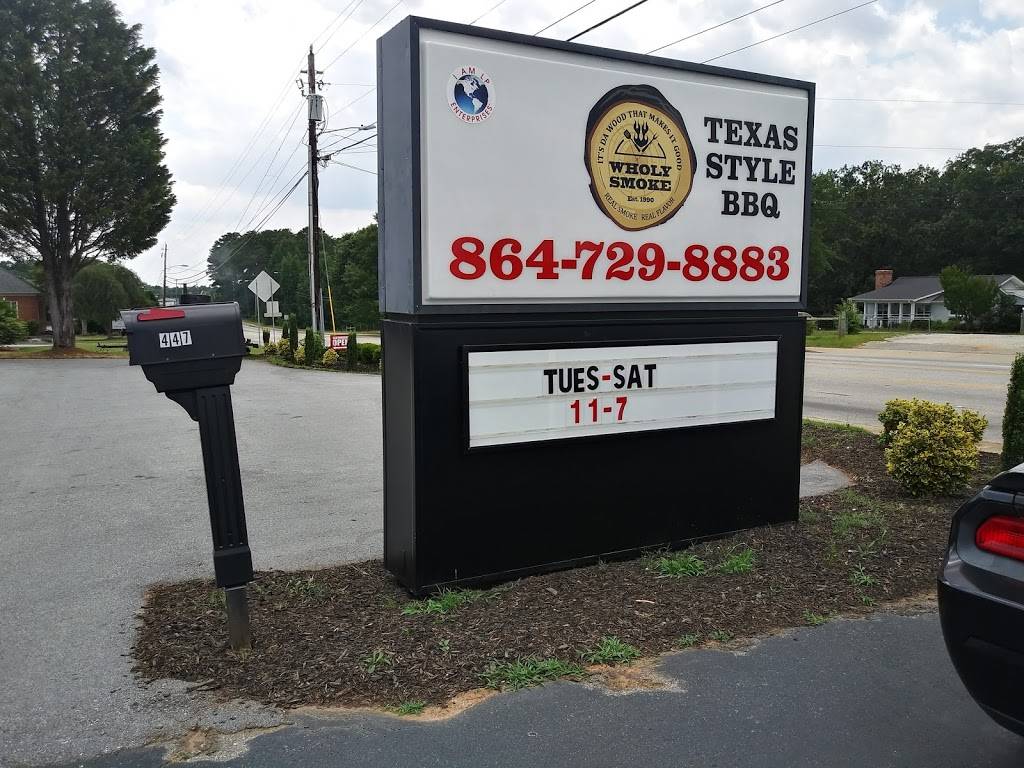 I AM LP
ENTERPRISES
IT'S DA WOOD THAT MAKES IT GOOD
WHOLY
SMOKE
Est. 1990
REAL SMOKE REAL FLAVOR
TEXAS
STYLE
BBQ
864-729-8883
447
OPEN
TUES-SAT
11-7